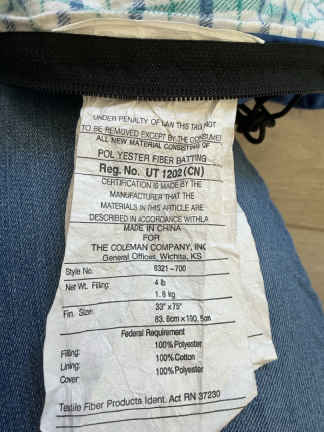 UNDER PENALTY OF LAW THIS TAG NOT
TO BE REMOVED EXCEPT BY THE CONSUMER
ALL NEW MATERIAL CONSISTING OF
POLYESTER FIBER BATTING
Reg. No. UT 1202 (CN)
CERTIFICATION IS MADE BY THE
MANUFACTURER THAT THE
MATERIALS IN THIS ARTICLE ARE
DESCRIBED IN ACCORDANCE WITH LA
MADE IN CHINA
FOR
THE COLEMAN COMPANY, INC
General Offices, Wichita, KS
Style No. 8321-700
Net Wt. Filling: 4 lb
1.8 kg
Fin. Size: 33" x 75"
83.8cm x 190.5cm
Federal Requirement
Filling: 100% Polyester
Lining: 100% Cotton
Cover 100% Polyester
Textile Fiber Products Ident. Act RN 37230